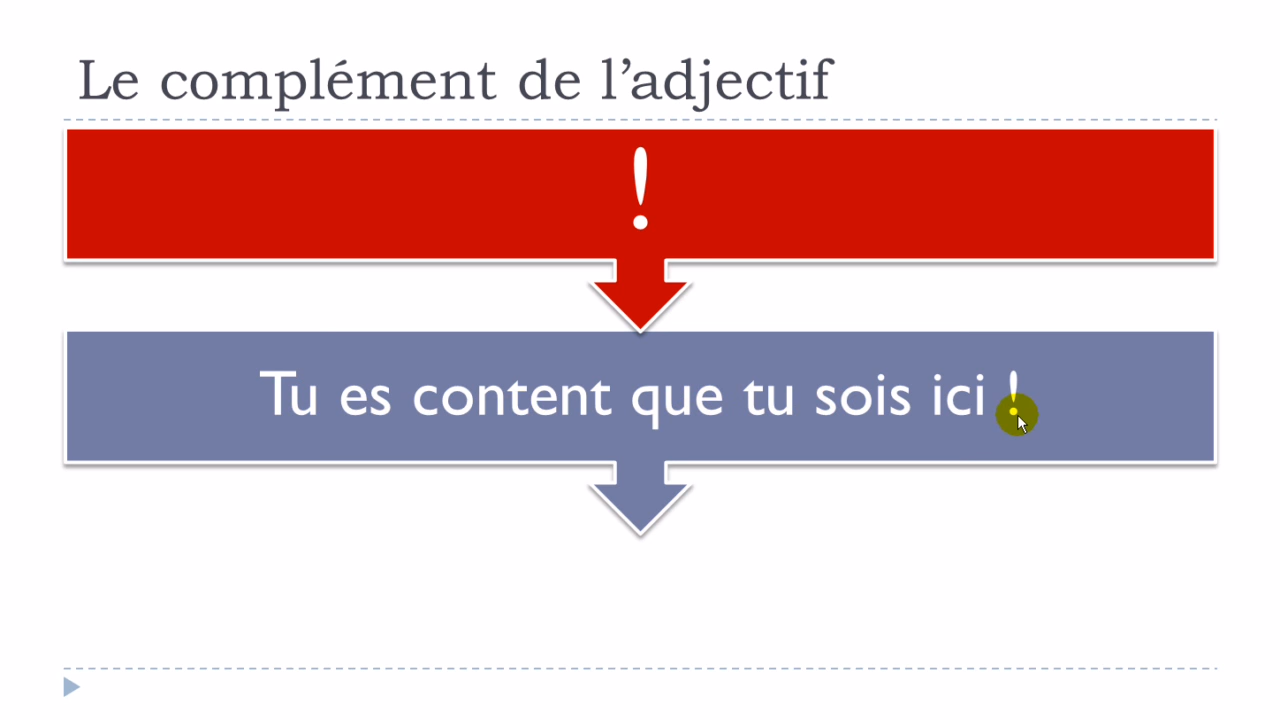 Le complément de l’adjectif
!
Tu es content que tu sois ici !